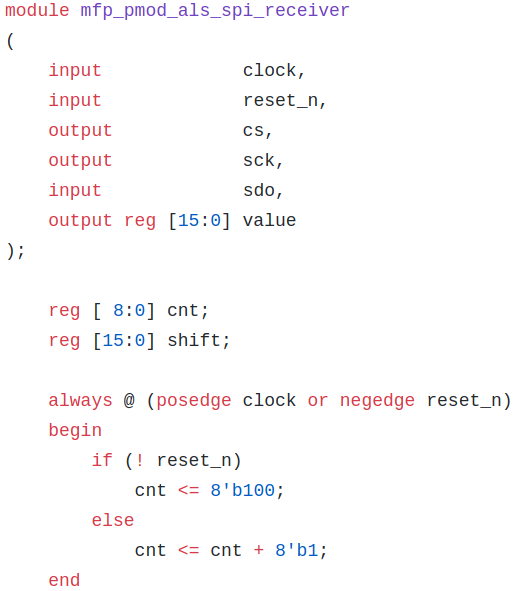 module mfp_pmod_als_spi_receiver
(
    input             clock,
    input             reset_n,
    output            cs,
    output            sck,
    input             sdo,
    output reg [15:0] value
);

    reg [ 8:0] cnt;
    reg [15:0] shift;

    always @ (posedge clock or negedge reset_n)
    begin
        if (! reset_n)
            cnt <= 8'b100;
        else
            cnt <= cnt + 8'b1;
    end